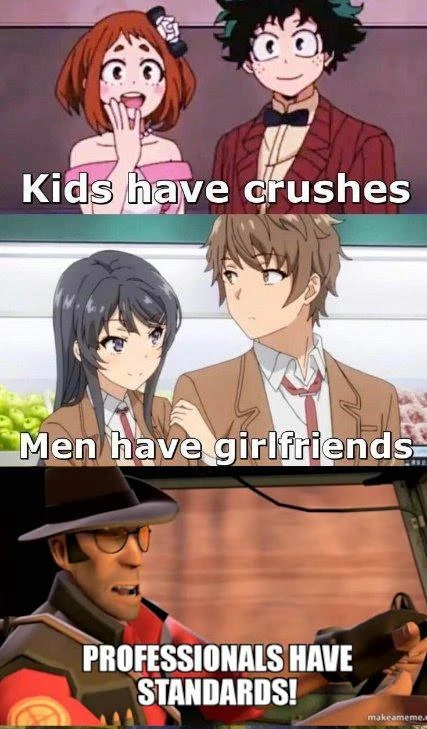 Kids have crushes
Men have girlfriends
PROFESSIONALS HAVE
STANDARDS!
makeameme.